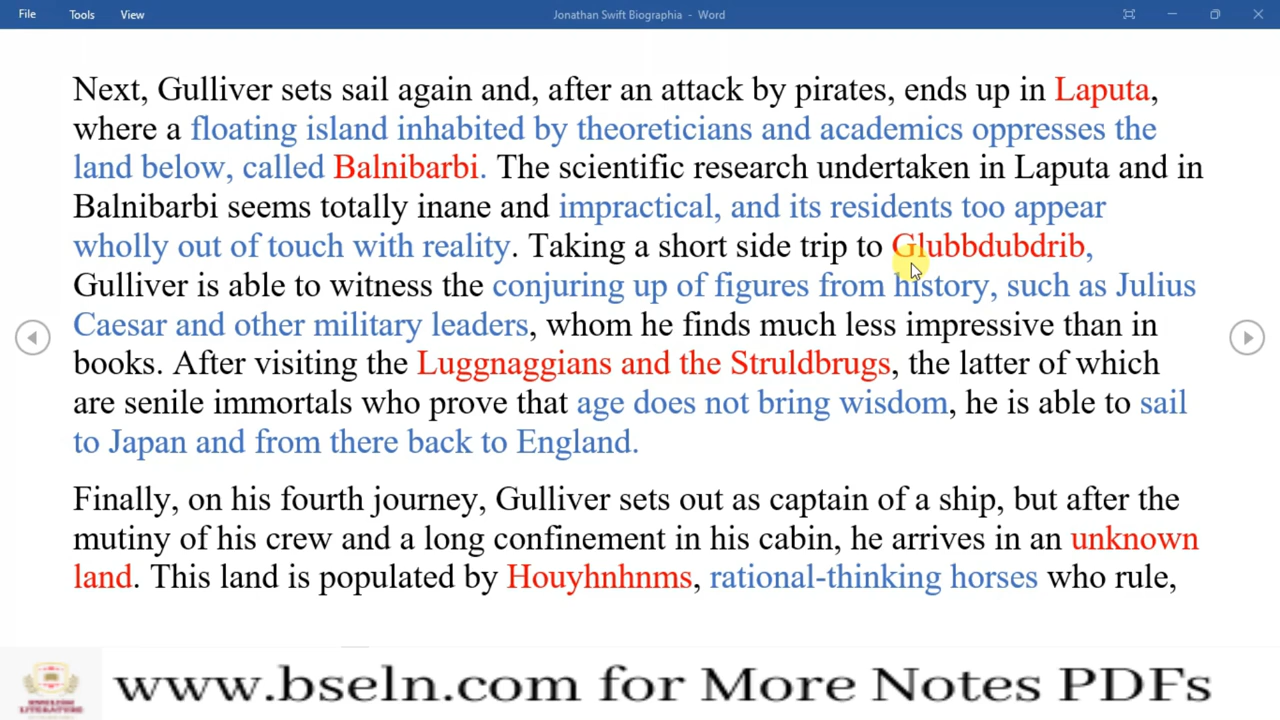 File Tools View Jonathan Swift Biographia - Word
Next, Gulliver sets sail again and, after an attack by pirates, ends up in Laputa,
where a floating island inhabited by theoreticians and academics oppresses the
land below, called Balnibarbi. The scientific research undertaken in Laputa and in
Balnibarbi seems totally inane and impractical, and its residents too appear
wholly out of touch with reality. Taking a short side trip to Glubbdubdrib,
Gulliver is able to witness the conjuring up of figures from history, such as Julius
Caesar and other military leaders, whom he finds much less impressive than in
books. After visiting the Luggnaggians and the Struldbrugs, the latter of which
are senile immortals who prove that age does not bring wisdom, he is able to sail
to Japan and from there back to England.
Finally, on his fourth journey, Gulliver sets out as captain of a ship, but after the
mutiny of his crew and a long confinement in his cabin, he arrives in an unknown
land. This land is populated by Houyhnhnms, rational-thinking horses who rule,
www.bseln.com for More Notes PDFs